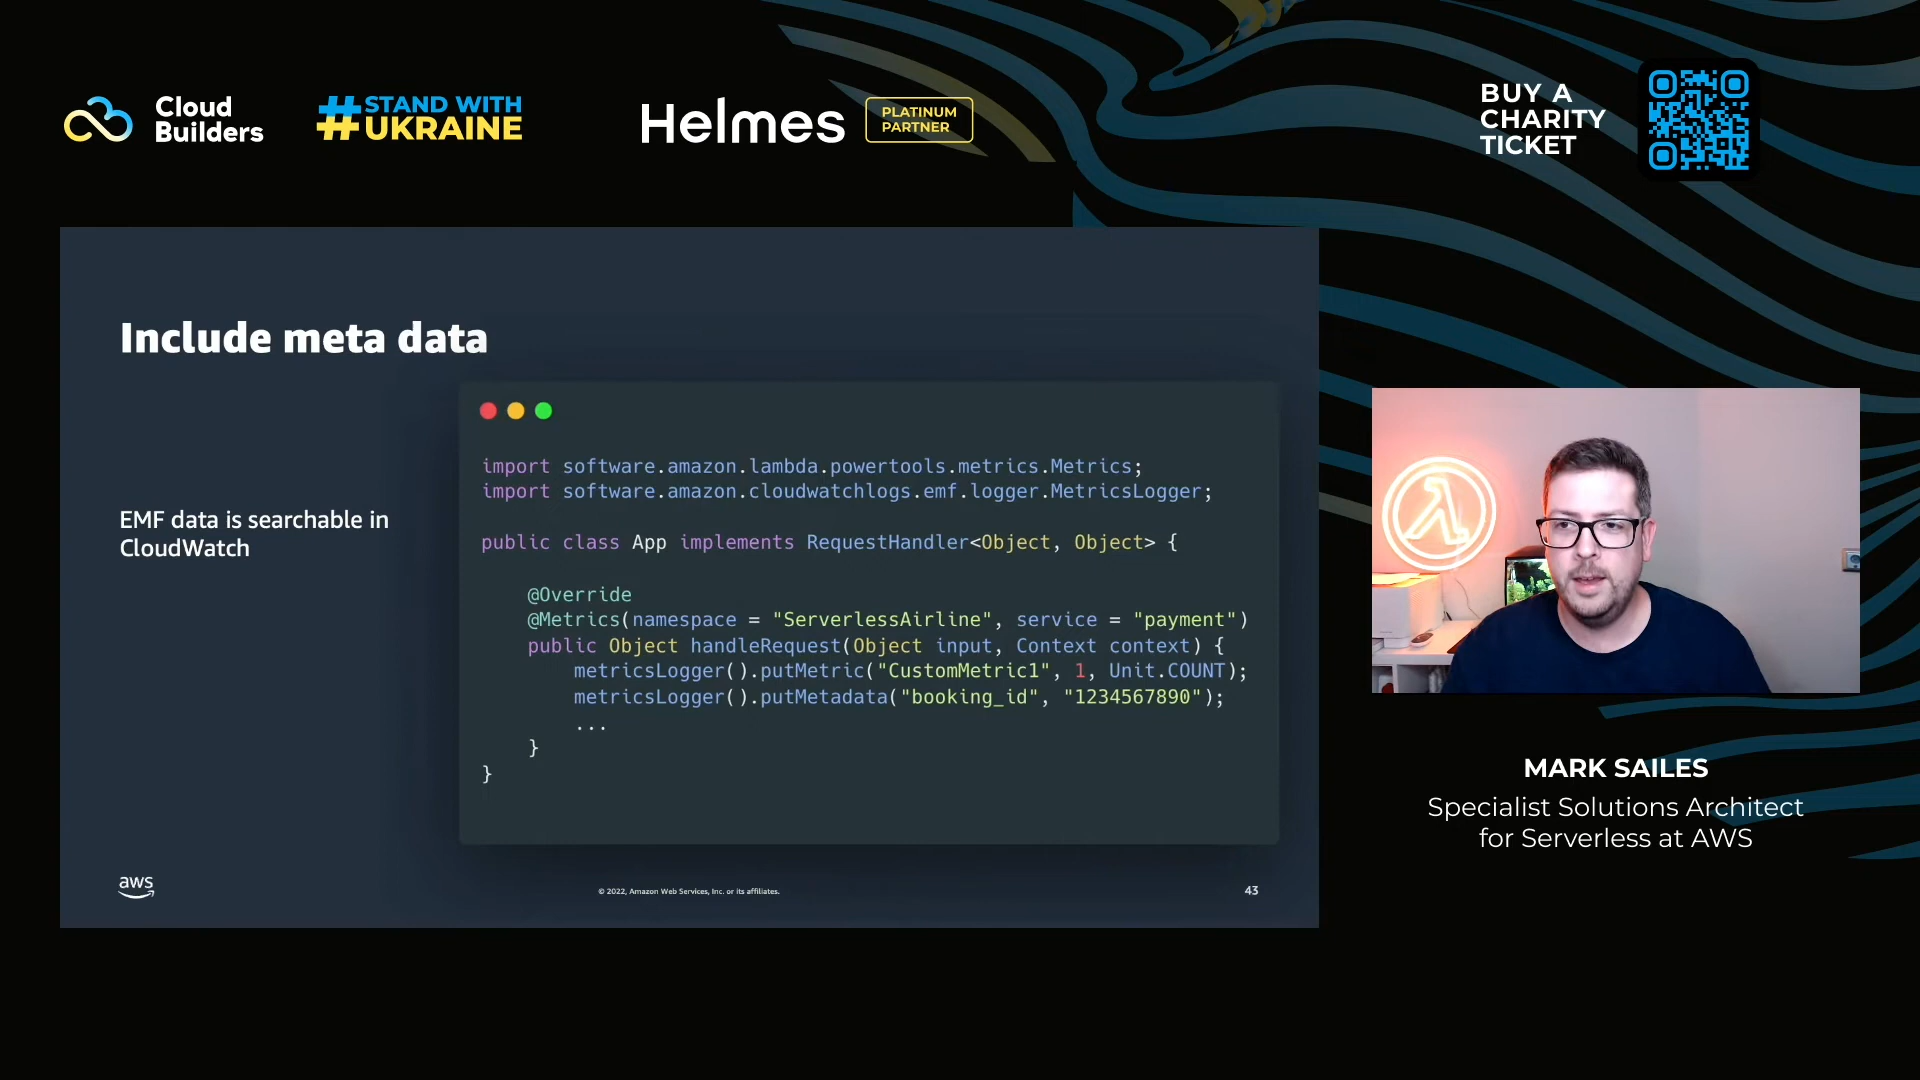 Cloud
Builders
#STAND WITH
UKRAINE
Helmes
PLATINUM
PARTNER
BUY A
CHARITY
TICKET
Include meta data
EMF data is searchable in
CloudWatch
import software.amazon.lambda.powertools.metrics.Metrics;
import software.amazon.cloudwatchlogs.emf.logger.MetricsLogger;
public class App implements RequestHandler<Object, Object> {
@Override
@Metrics(namespace = "ServerlessAirline", service = "payment")
public Object handleRequest(Object input, Context context) {
metricsLogger().putMetric("CustomMetric1", 1, Unit.COUNT);
metricsLogger().putMetadata("booking_id", "1234567890");
...
}
}
aws
© 2022, Amazon Web Services, Inc. or its affiliates.
43
MARK SAILES
Specialist Solutions Architect
for Serverless at AWS